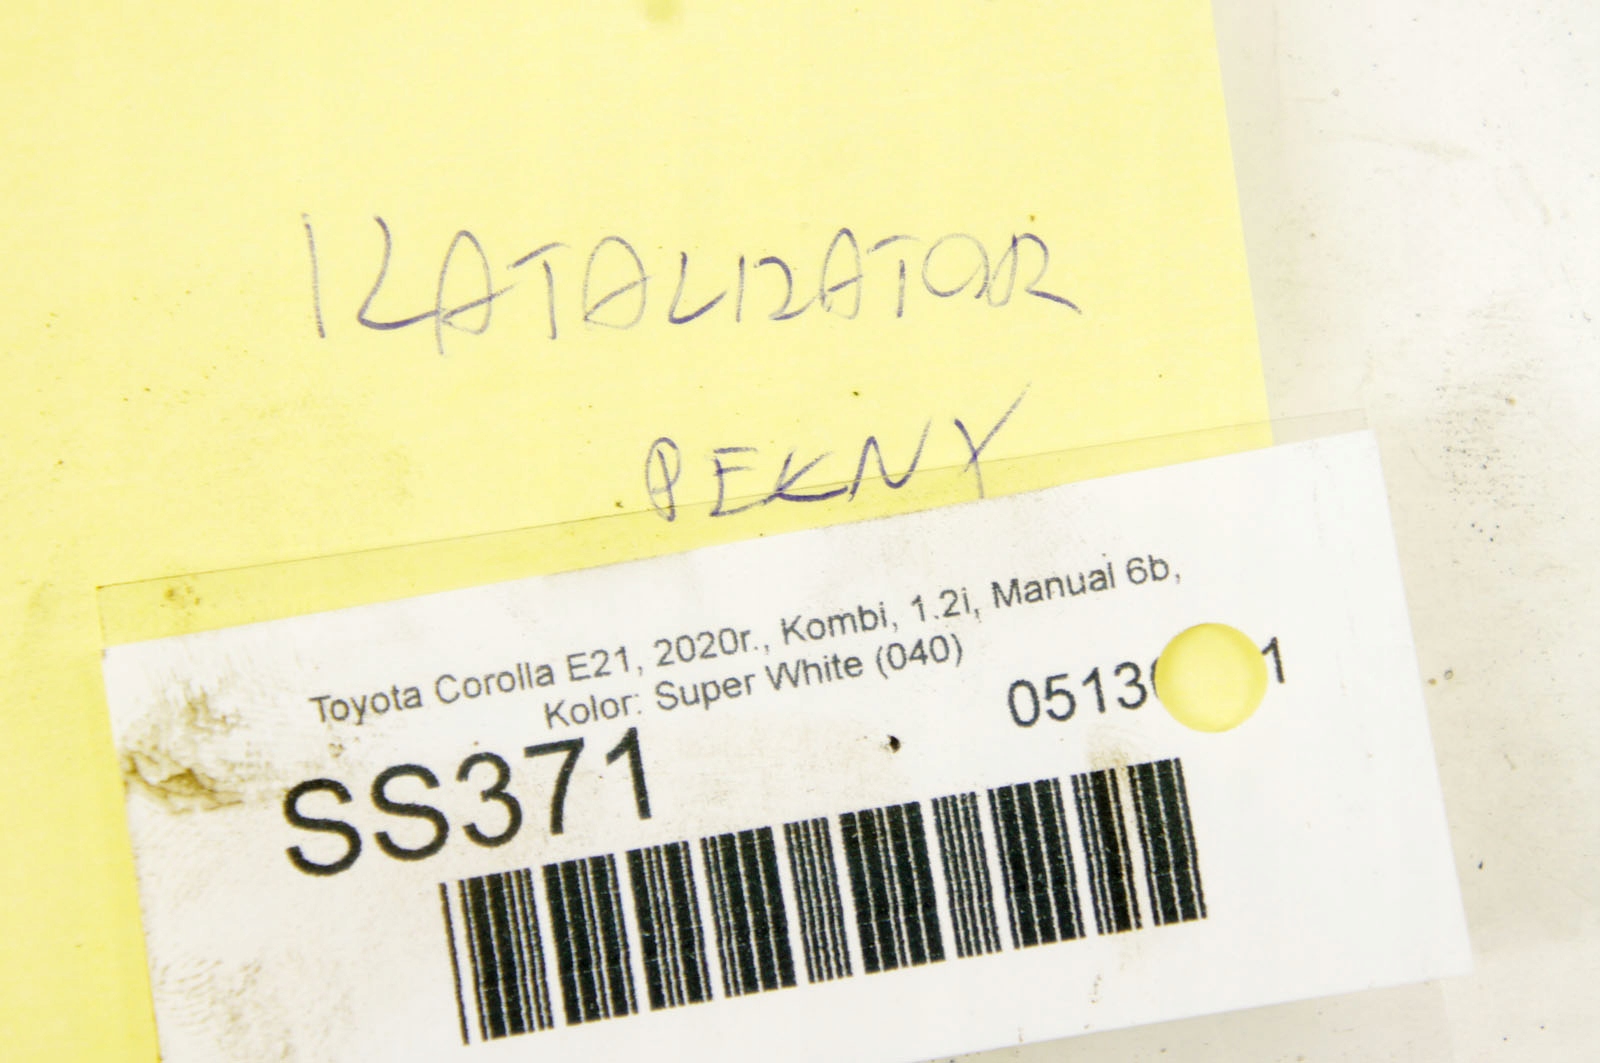 KATALIZATOR
PEKNY
Toyota Corolla E21, 2020r., Kombi, 1.2i, Manual 6b,
Kolor: Super White (040)
SS371